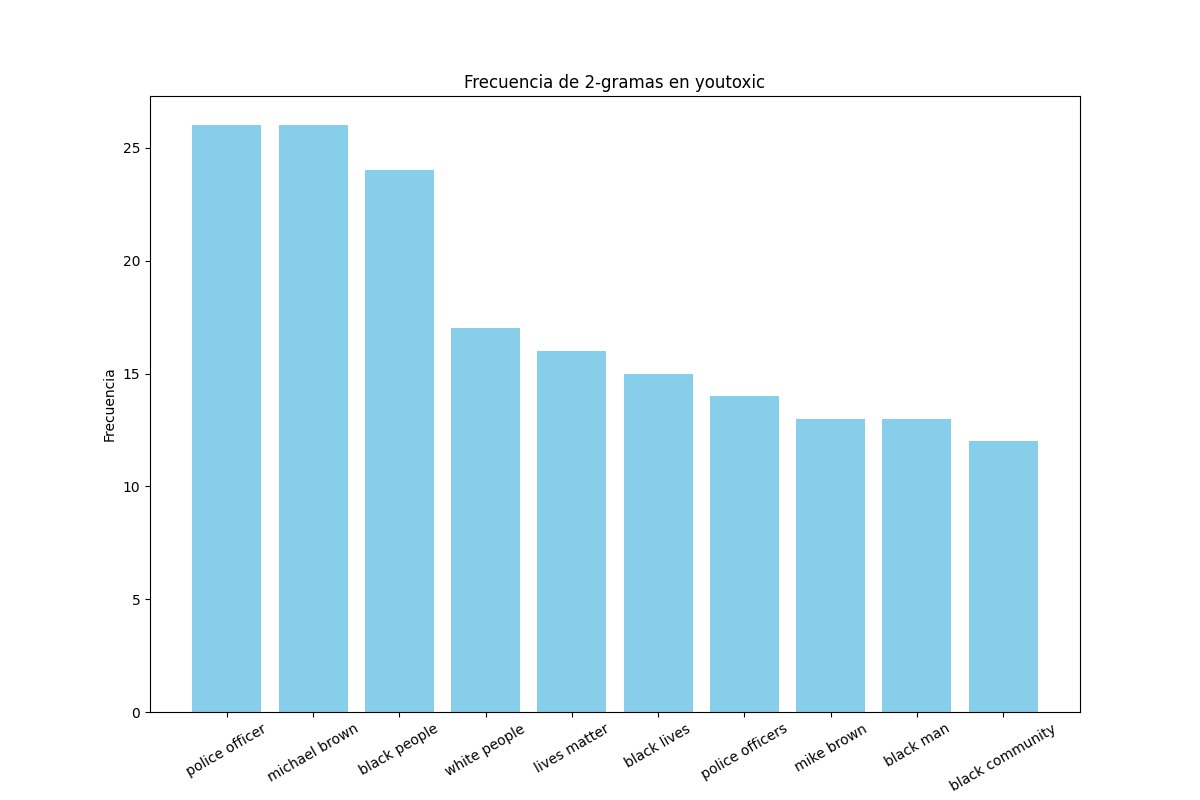 Frecuencia de 2-gramas en youtoxic
Frecuencia
25
20
15
10
5
0
police officer
michael brown
black people
white people
lives matter
black lives
police officers
mike brown
black man
black community